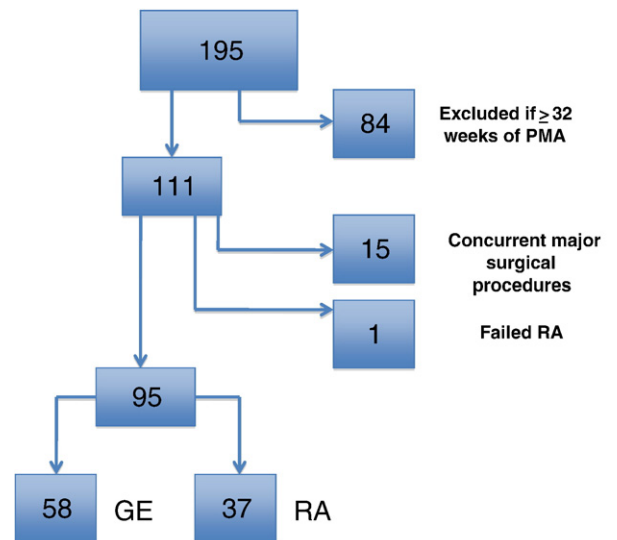 195
84
Excluded if ≥ 32
weeks of PMA
111
15
Concurrent major
surgical
procedures
1
Failed RA
95
58
GE
37
RA